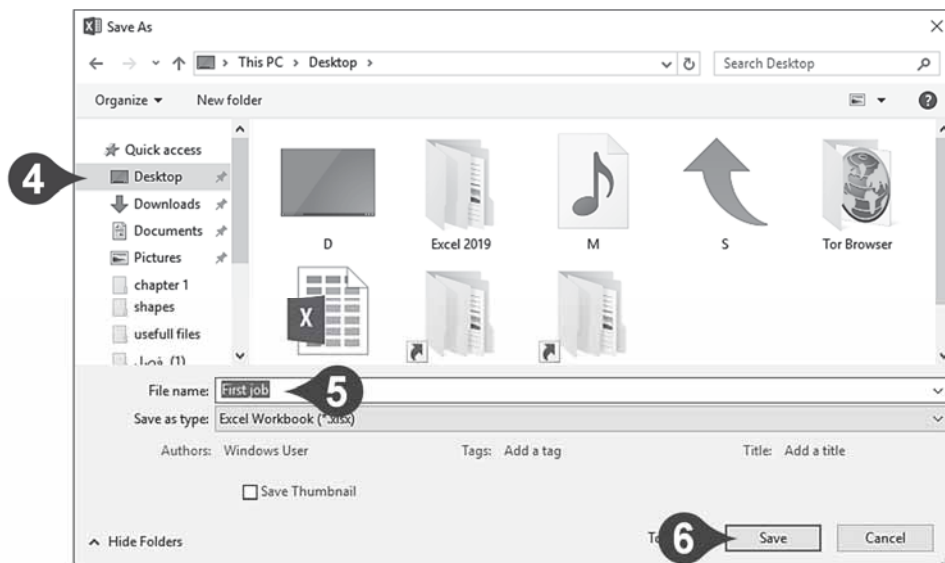 Save As
This PC > Desktop >
Search Desktop
Organize
New folder
Quick access
4
Desktop
Downloads
Documents
Pictures
chapter 1
shapes
usefull files
(1)
D
Excel 2019
M
S
Tor Browser
X
File name: First job
5
Save as type: Excel Workbook (*.xlsx)
Authors: Windows User
Tags: Add a tag
Title: Add a title
Save Thumbnail
Hide Folders
6
Save
Cancel